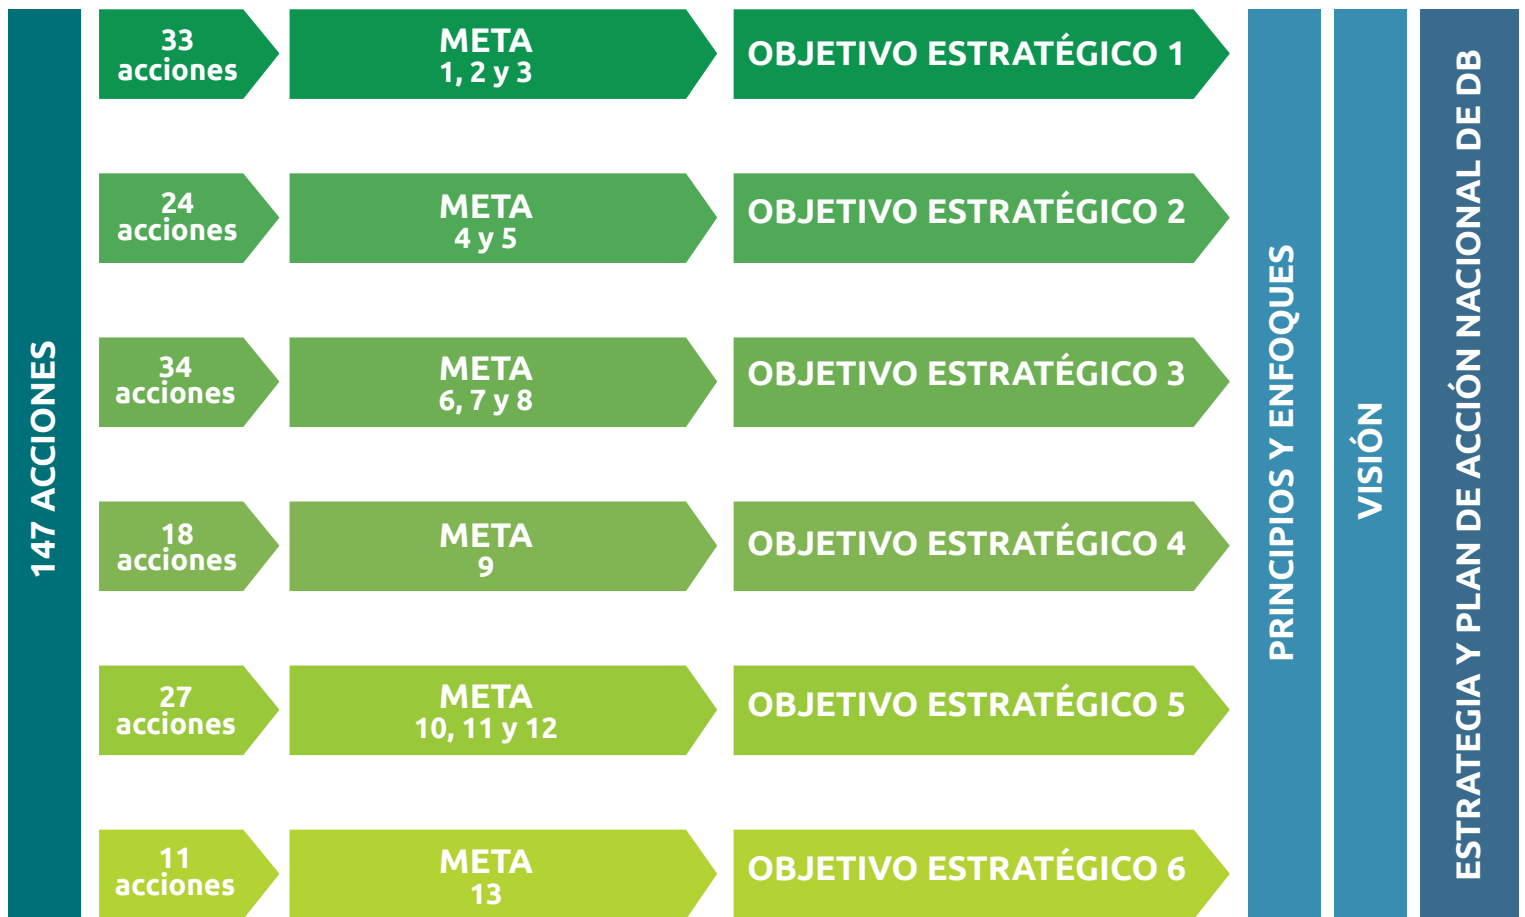 147 ACCIONES
33
acciones
META
1, 2 y 3
OBJETIVO ESTRATÉGICO 1
24
acciones
META
4 y 5
OBJETIVO ESTRATÉGICO 2
34
acciones
META
6, 7 y 8
OBJETIVO ESTRATÉGICO 3
18
acciones
META
9
OBJETIVO ESTRATÉGICO 4
27
acciones
META
10, 11 y 12
OBJETIVO ESTRATÉGICO 5
11
acciones
META
13
OBJETIVO ESTRATÉGICO 6
PRINCIPIOS Y ENFOQUES
VISIÓN
ESTRATEGIA Y PLAN DE ACCIÓN NACIONAL DE DB